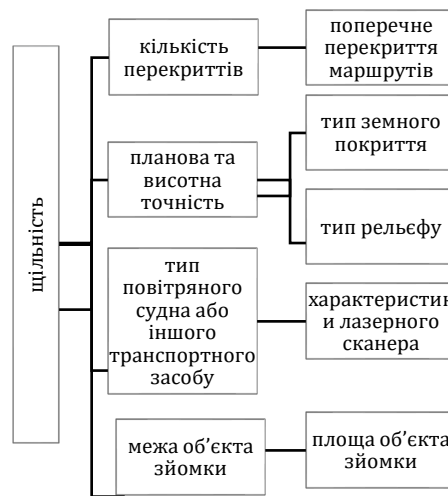 щільність
кількість
перекриттів
поперечне
перекриття
маршрутів
планова та
висотна
точність
тип земного
покриття
тип рельєфу
тип
повітряного
судна або
іншого
транспортного
засобу
характеристик
и лазерного
сканера
межа об’єкта
зйомки
площа об’єкта
зйомки